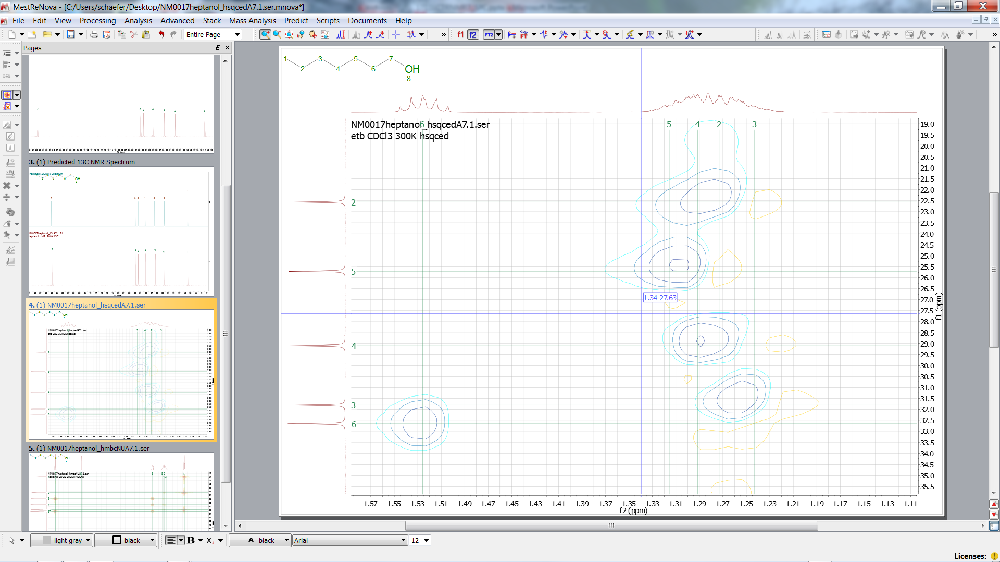 MestReNova - [C:/Users/schaefer/Desktop/NM0017heptanol_hsqcedA7.1.ser.mnova*]
File Edit View Processing Analysis Advanced Stack Mass Analysis Predict Scripts Documents Help
Entire Page » f1 f2 FT2 »
Pages
3. (1) Predicted 13C NMR Spectrum
4. (1) NM0017heptanol_hsqcedA7.1.ser
5. (1) NM0017heptanol_hmbcNUA7.1.ser
1 3 5 7
2 4 6 OH
8
NM0017heptanol_hsqcedA7.1.ser
etb CDCl3 300K hsqced
6 5 4 2 3
2
5
4
3
6
1.34 27.63
19.0
19.5
20.0
20.5
21.0
21.5
22.0
22.5
23.0
23.5
24.0
24.5
25.0
25.5
26.0
26.5
27.0
27.5
28.0
28.5
29.0
29.5
30.0
30.5
31.0
31.5
32.0
32.5
33.0
33.5
34.0
34.5
35.0
35.5
f1 (ppm)
1.57 1.55 1.53 1.51 1.49 1.47 1.45 1.43 1.41 1.39 1.37 1.35 1.33 1.31 1.29 1.27 1.25 1.23 1.21 1.19 1.17 1.15 1.13 1.11
f2 (ppm)
light gray black B X2 A black Arial 12
Licenses: